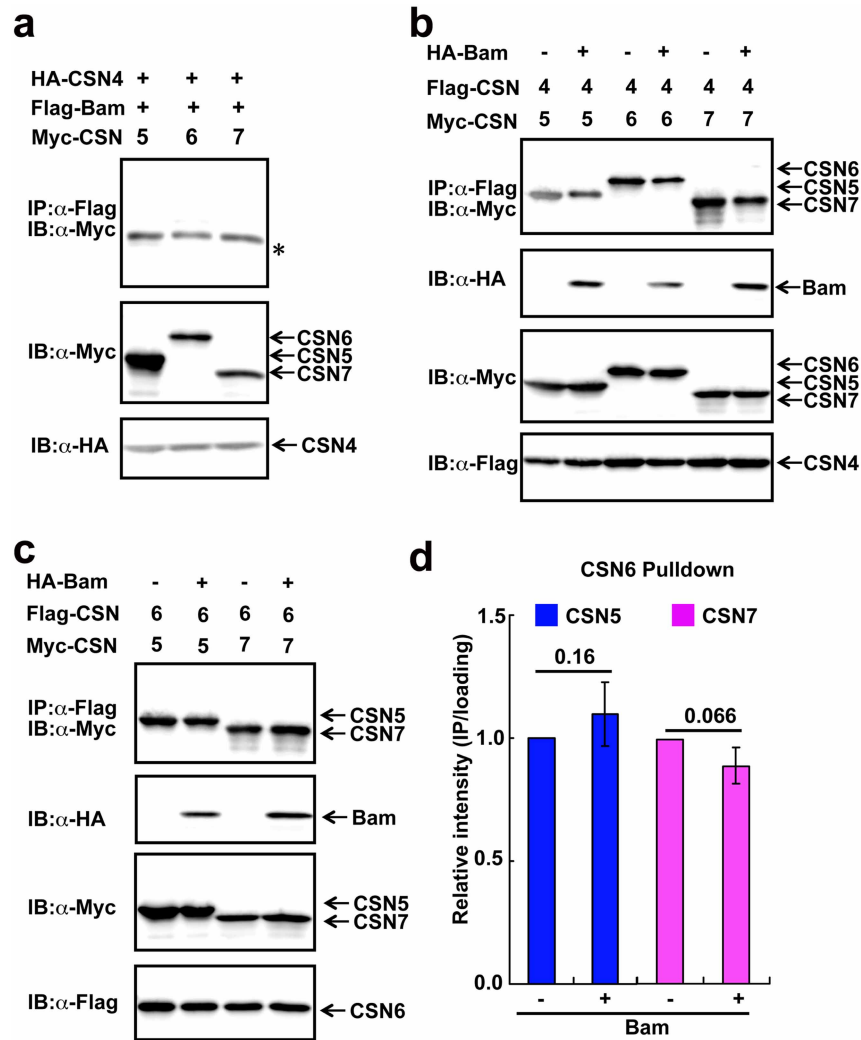 a
HA-CSN4 + + +
Flag-Bam + + +
Myc-CSN 5 6 7
IP:α-Flag
IB:α-Myc
*
IB:α-Myc
CSN6
CSN5
CSN7
IB:α-HA
CSN4
b
HA-Bam - + - + - +
Flag-CSN 4 4 4 4 4 4
Myc-CSN 5 5 6 6 7 7
IP:α-Flag
IB:α-Myc
CSN6
CSN5
CSN7
IB:α-HA
Bam
IB:α-Myc
CSN6
CSN5
CSN7
IB:α-Flag
CSN4
c
HA-Bam - + - +
Flag-CSN 6 6 6 6
Myc-CSN 5 5 7 7
IP:α-Flag
IB:α-Myc
CSN5
CSN7
IB:α-HA
Bam
IB:α-Myc
CSN5
CSN7
IB:α-Flag
CSN6
d
CSN6 Pulldown
CSN5 CSN7
Relative intensity (IP/loading)
1.5
1.0
0.5
0.0
0.16
0.066
- + - +
Bam